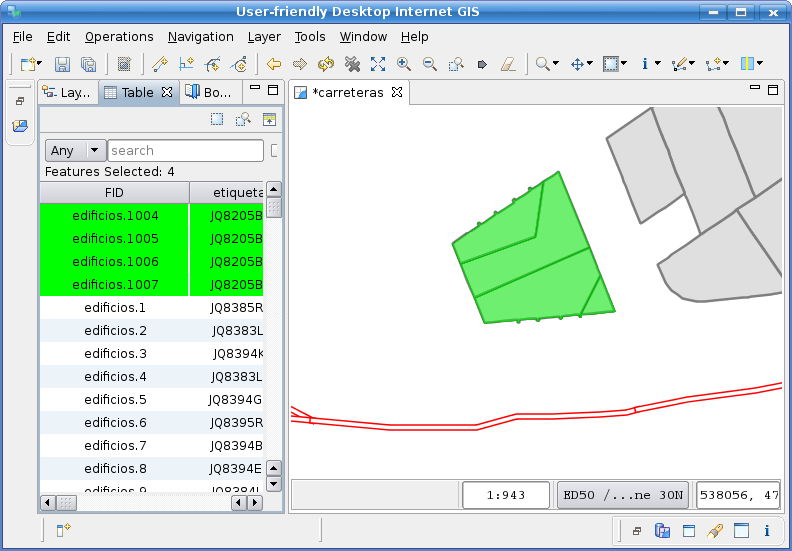 User-friendly Desktop Internet GIS
File Edit Operations Navigation Layer Tools Window Help
Lay... Table Bo...
*carreteras
Any search
Features Selected: 4
FID etiqueta
edificios.1004 JQ8205B
edificios.1005 JQ8205B
edificios.1006 JQ8205B
edificios.1007 JQ8205B
edificios.1 JQ8385R
edificios.2 JQ8383L
edificios.3 JQ8394K
edificios.4 JQ8383L
edificios.5 JQ8394G
edificios.6 JQ8395R
edificios.7 JQ8394B
edificios.8 JQ8394E
edificios.9 JQ8384L
1:943 ED50 /...ne 30N 538056, 47